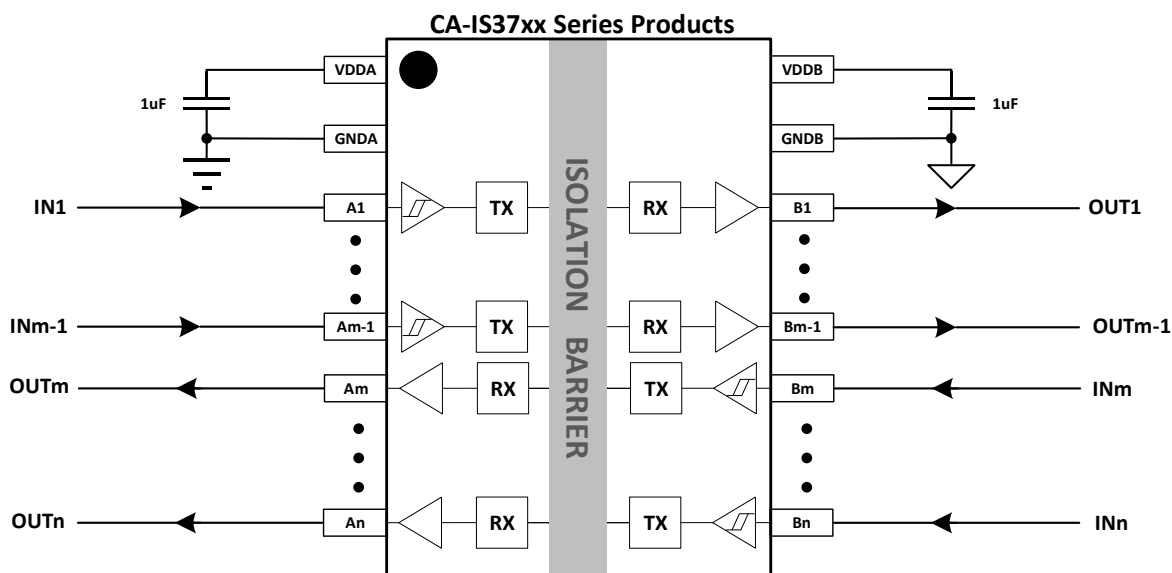 CA-IS37xx Series Products
VDDA
VDDB
1uF
1uF
GNDA
GNDB
ISOLATION BARRIER
IN1
A1
TX
RX
B1
OUT1
INm-1
Am-1
TX
RX
Bm-1
OUTm-1
OUTm
Am
RX
TX
Bm
INm
OUTn
An
RX
TX
Bn
INn